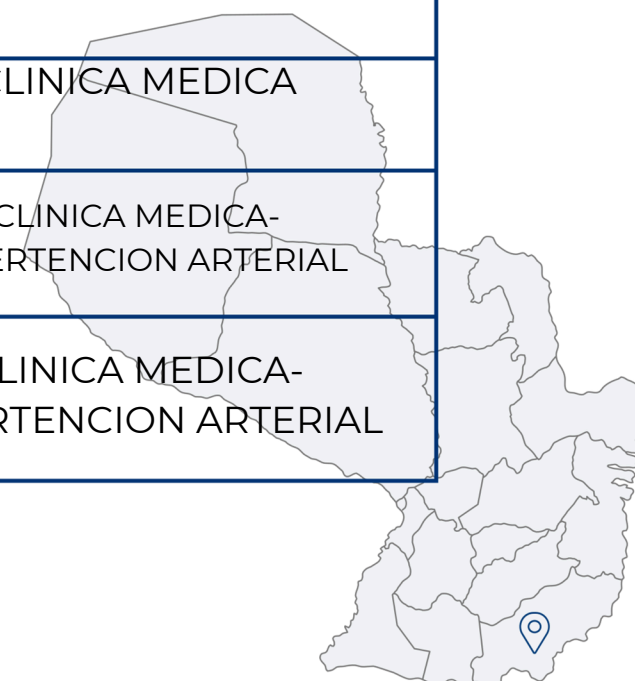 CLINICA MEDICA
CLINICA MEDICA-
ERTENCION ARTERIAL
LINICA MEDICA-
RTENCION ARTERIAL